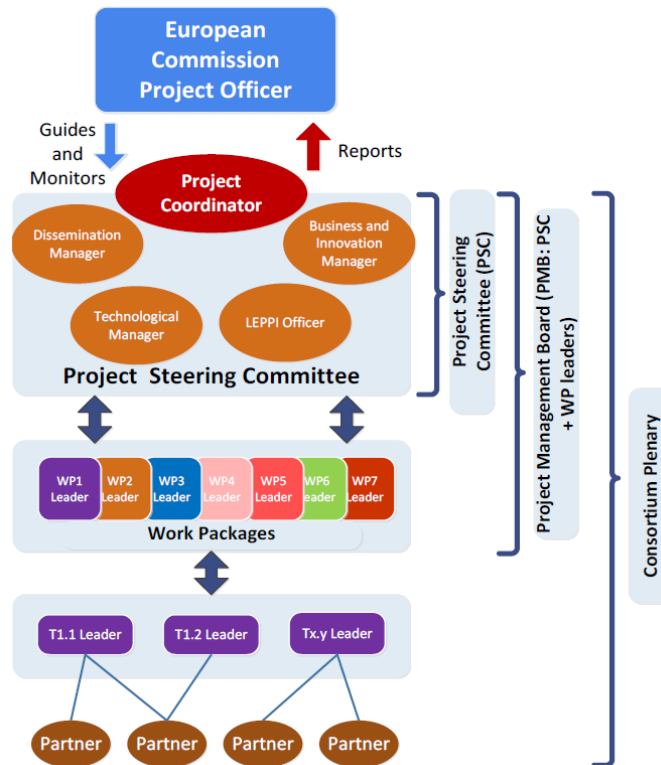 European
Commission
Project Officer
Guides
and
Monitors
Reports
Project
Coordinator
Dissemination
Manager
Business and
Innovation
Manager
Technological
Manager
LEPPI Officer
Project Steering Committee
Project Steering
Committee (PSC)
Project Management Board (PMB: PSC
+ WP leaders)
Consortium Plenary
WP1
Leader
WP2
Leader
WP3
Leader
WP4
Leader
WP5
Leader
WP6
Leader
WP7
Leader
Work Packages
T1.1 Leader
T1.2 Leader
Tx.y Leader
Partner
Partner
Partner
Partner